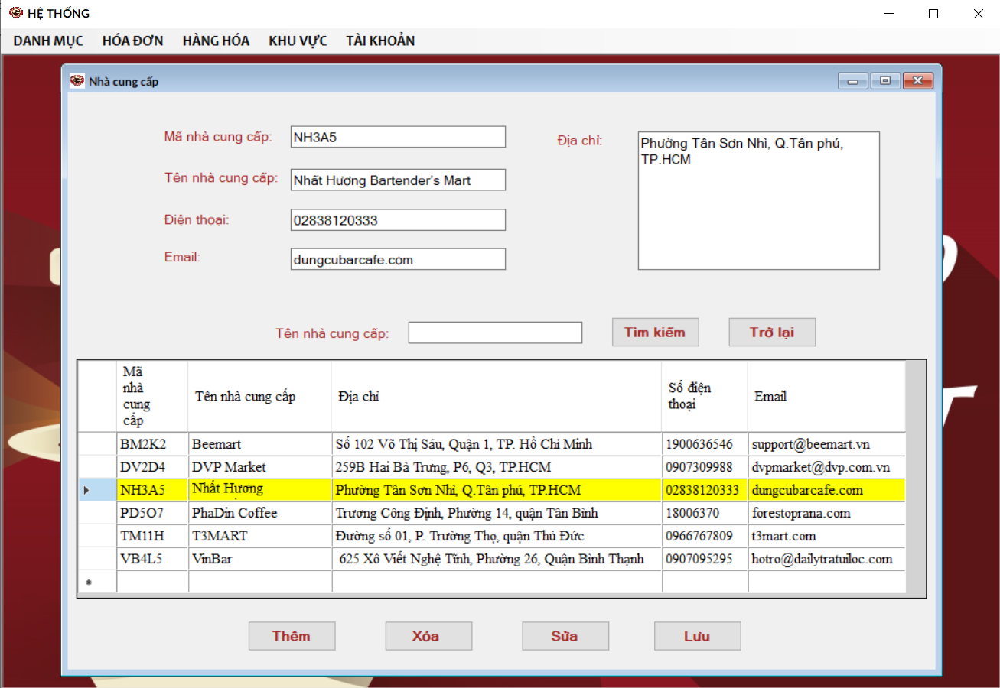 HỆ THỐNG
DANH MỤC HÓA ĐƠN HÀNG HÓA KHU VỰC TÀI KHOẢN
Nhà cung cấp
Mã nhà cung cấp: NH3A5
Địa chỉ: Phường Tân Sơn Nhì, Q.Tân phú,
TP.HCM
Tên nhà cung cấp: Nhất Hương Bartender's Mart
Điện thoại: 02838120333
Email: dungcubarcafe.com
Tên nhà cung cấp: Tìm kiếm Trở lại
Mã
nhà
cung
cấp
Tên nhà cung cấp
Địa chỉ
Số điện
thoại
Email
BM2K2 Beemart Số 102 Võ Thị Sáu, Quận 1, TP. Hồ Chí Minh 1900636546 support@beemart.vn
DV2D4 DVP Market 259B Hai Bà Trưng, P6, Q3, TP.HCM 0907309988 dvpmarket@dvp.com.vn
NH3A5 Nhất Hương Phường Tân Sơn Nhì, Q.Tân phú, TP.HCM 02838120333 dungcubarcafe.com
PD5O7 PhaDin Coffee Trương Công Định, Phường 14, quận Tân Bình 18006370 forestoprana.com
TM11H T3MART Đường số 01, P. Trường Thọ, quận Thủ Đức 0966767809 t3mart.com
VB4L5 VinBar 625 Xô Viết Nghệ Tĩnh, Phường 26, Quận Bình Thạnh 0907095295 hotro@dailytratuiloc.com
Thêm Xóa Sửa Lưu